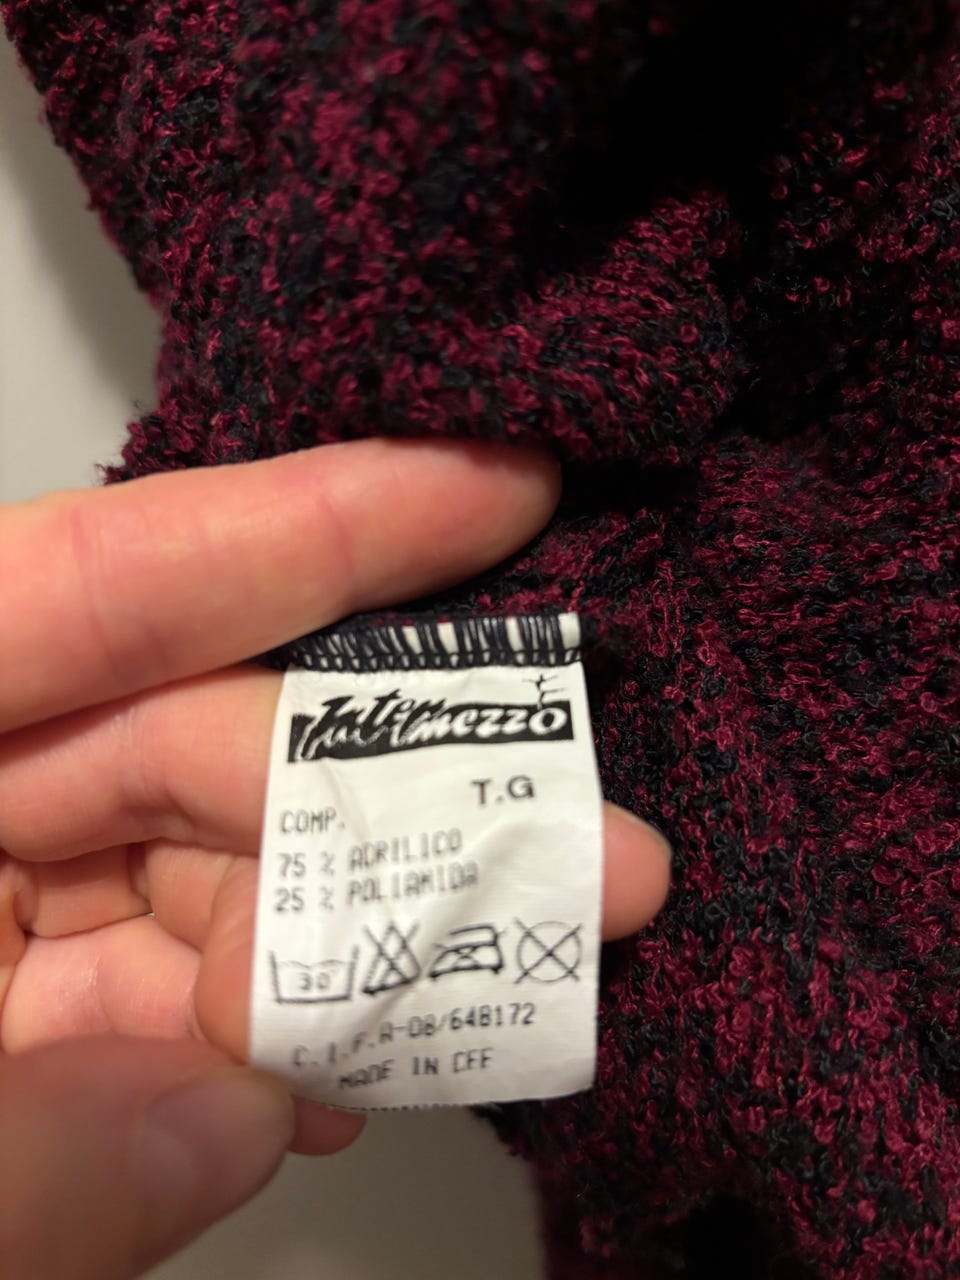 Intermezzo
T.G
COMP.
75 % ACRILICO
25 % POLIAMIDA
30°
C.I.F.A-08/648172
MADE IN CEE